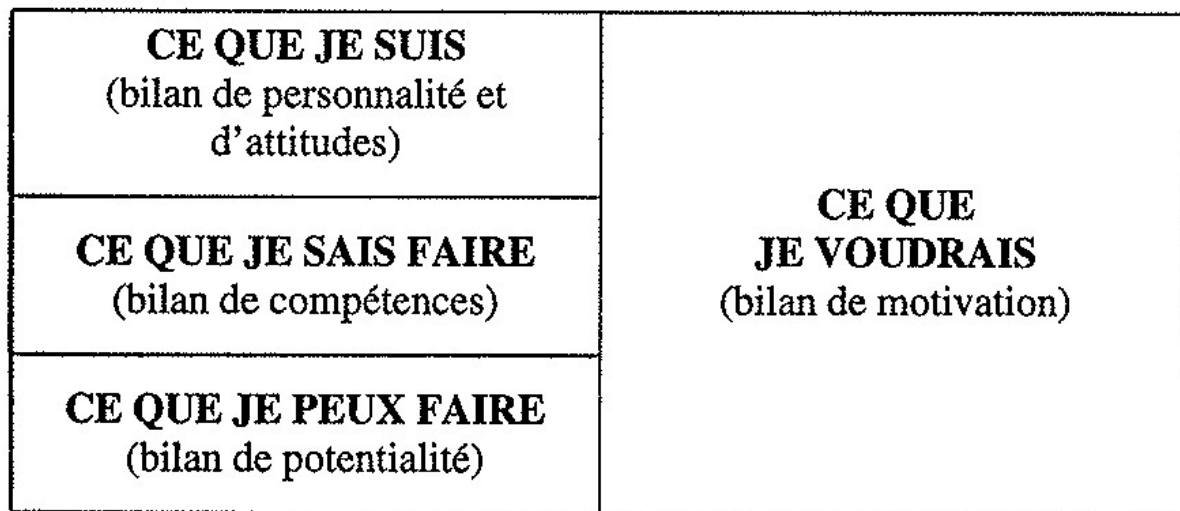 CE QUE JE SUIS
(bilan de personnalité et
d'attitudes)
CE QUE JE SAIS FAIRE
(bilan de compétences)
CE QUE JE PEUX FAIRE
(bilan de potentialité)
CE QUE
JE VOUDRAIS
(bilan de motivation)